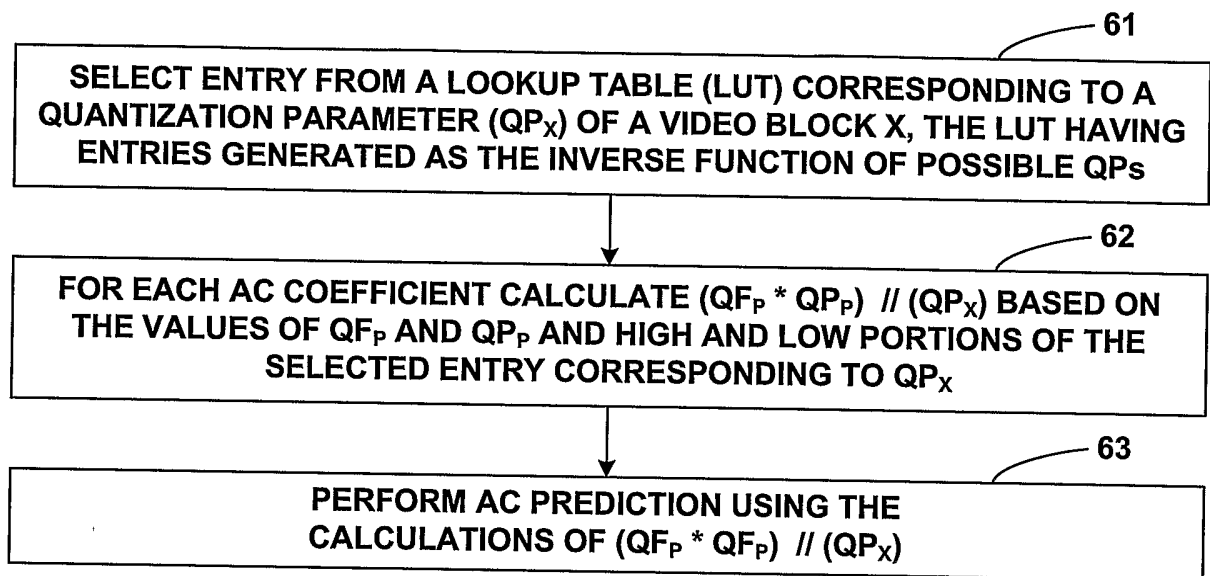 61
SELECT ENTRY FROM A LOOKUP TABLE (LUT) CORRESPONDING TO A
QUANTIZATION PARAMETER (QPX) OF A VIDEO BLOCK X, THE LUT HAVING
ENTRIES GENERATED AS THE INVERSE FUNCTION OF POSSIBLE QPs
62
FOR EACH AC COEFFICIENT CALCULATE (QFP * QPP) // (QPX) BASED ON
THE VALUES OF QFP AND QPP AND HIGH AND LOW PORTIONS OF THE
SELECTED ENTRY CORRESPONDING TO QPX
63
PERFORM AC PREDICTION USING THE
CALCULATIONS OF (QFP * QFP) // (QPX)